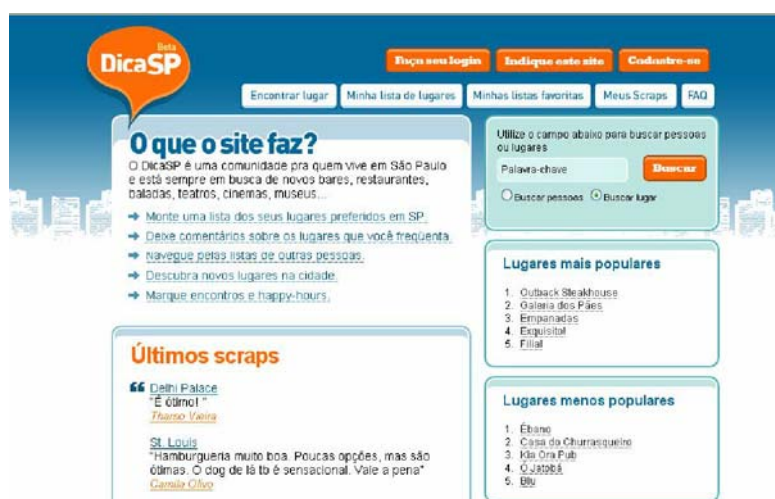 Beta
DicaSP
Faça seu login
Indique este site
Cadastre-se
Encontrar lugar
Minha lista de lugares
Minhas listas favoritas
Meus Scraps
FAQ
O que o site faz?
O DicaSP é uma comunidade pra quem vive em São Paulo
e está sempre em busca de novos bares, restaurantes,
baladas, teatros, cinemas, museus...
Monte uma lista dos seus lugares preferidos em SP.
Deixe comentários sobre os lugares que você freqüenta.
Navegue pelas listas de outras pessoas.
Descubra novos lugares na cidade.
Marque encontros e happy-hours.
Últimos scraps
Delhi Palace
"É ótimo! "
Thamso Vieira
St. Louis
"Hamburgueria muito boa. Poucas opções, mas são
ótimas. O dog de lá tb é sensacional. Vale a pena"
Camila Olivo
Utilize o campo abaixo para buscar pessoas
ou lugares
Palavra-chave
Buscar
Buscar pessoas
Buscar lugar
Lugares mais populares
1. Outback Steakhouse
2. Galeria dos Pães
3. Empanadas
4. Exquisito!
5. Filial
Lugares menos populares
1. Ébano
2. Casa do Churrasqueiro
3. Kia Ora Pub
4. O Jatobá
5. Blu